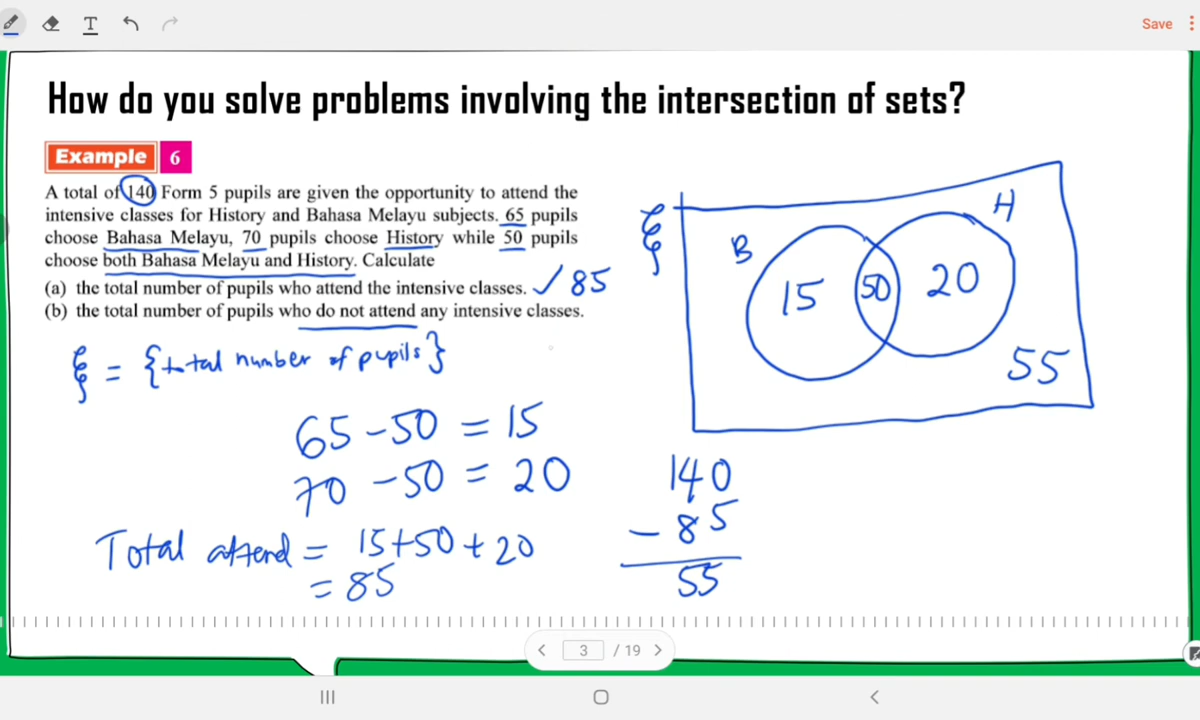 T
Save
How do you solve problems involving the intersection of sets?
Example 6
A total of 140 Form 5 pupils are given the opportunity to attend the
intensive classes for History and Bahasa Melayu subjects. 65 pupils
choose Bahasa Melayu, 70 pupils choose History while 50 pupils
choose both Bahasa Melayu and History. Calculate
(a) the total number of pupils who attend the intensive classes. ✓ 85
(b) the total number of pupils who do not attend any intensive classes.
ξ = {total number of pupils}
65 - 50 = 15
70 - 50 = 20
Total attend = 15+50+20
= 85
ξ
B
H
15
50
20
55
140
- 85
55
3 / 19